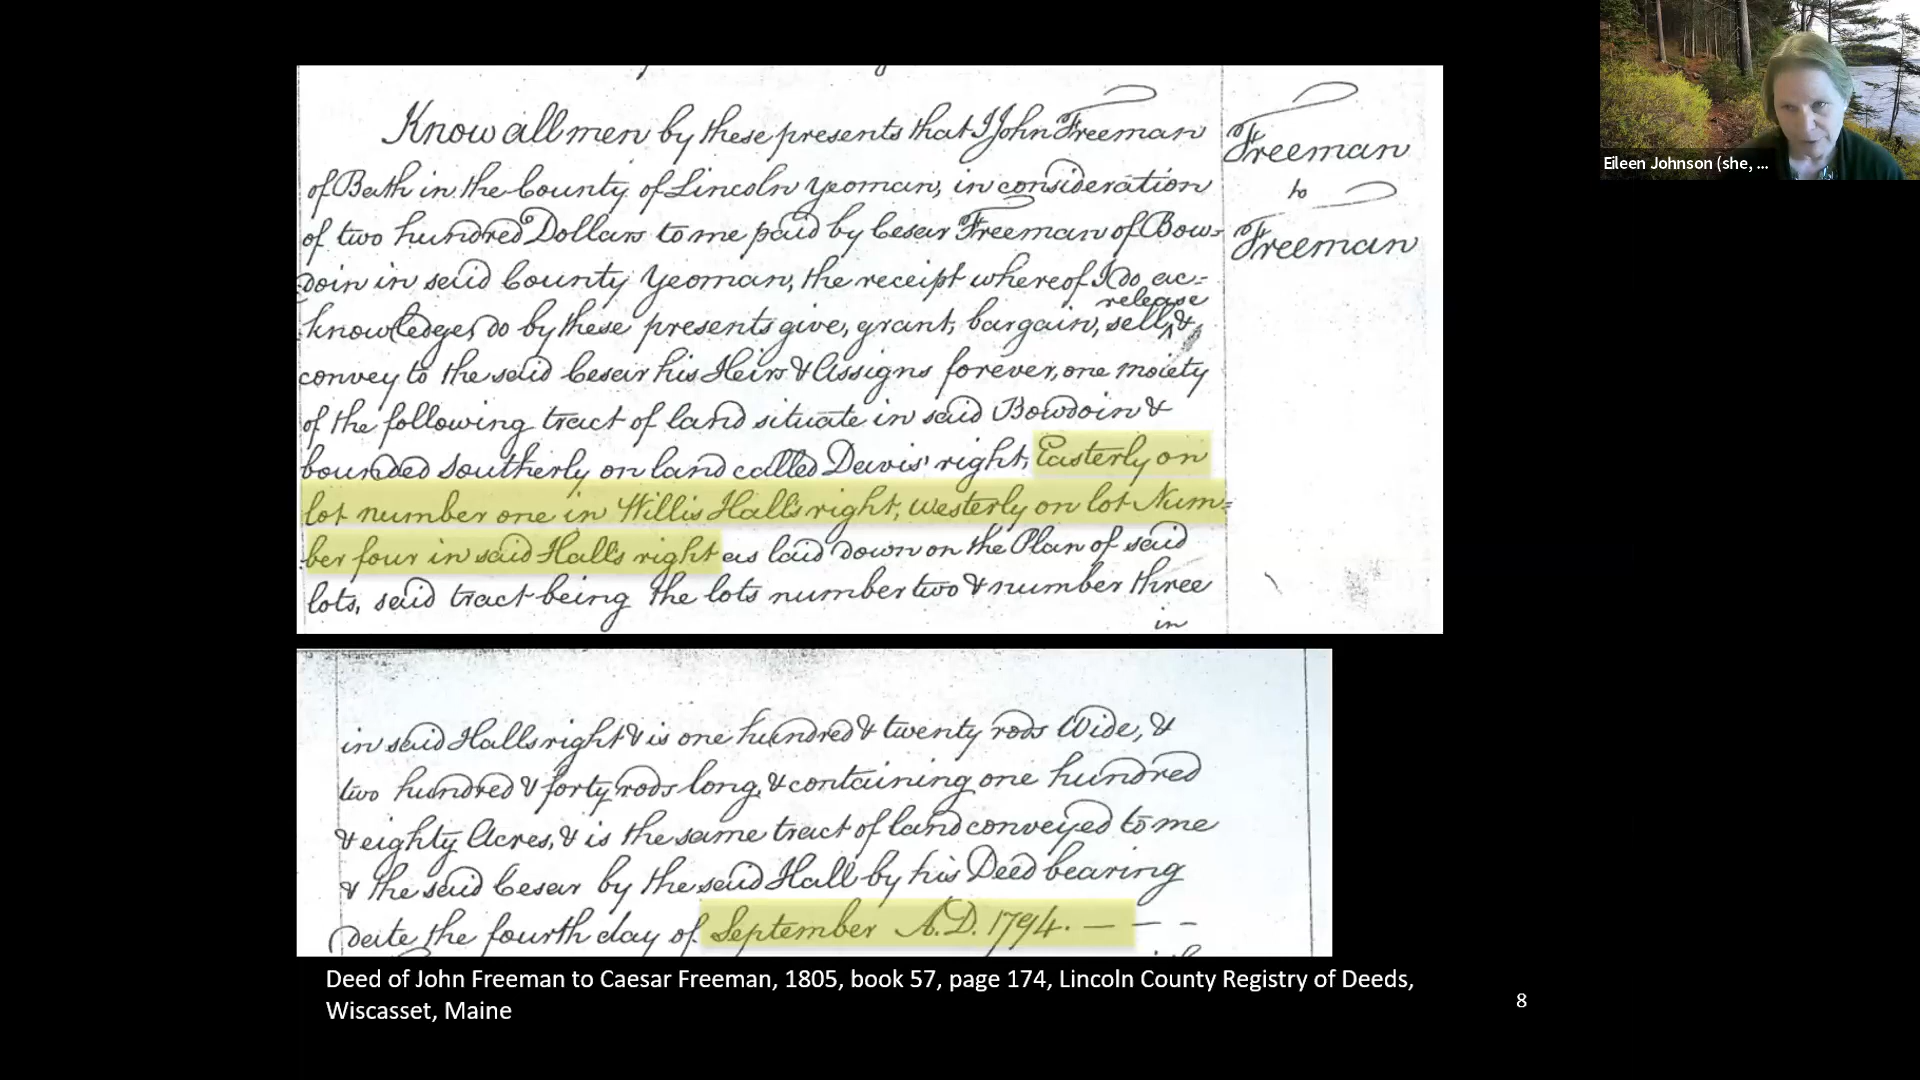 Know all men by these presents that I John Freeman
of Bath in the County of Lincoln yeoman, in consideration
of two hundred Dollars to me paid by Cesar Freeman of Bow-
doin in said County Yeoman, the receipt whereof I do ac-
release
knowledge, do by these presents give, grant, bargain, sell, &
convey to the said Cesar his Heirs & Assigns forever, one moiety
of the following tract of land situate in said Bowdoin &
bounded Southerly on land called Davis' right, Easterly on
lot number one in Willis Hall's right, westerly on lot Num-
ber four in said Hall's right as laid down on the Plan of said
lots, said tract being the lots number two & number three
in
Freeman
to
Freeman
in said Halls right & is one hundred & twenty rods Wide, &
two hundred & forty rods long, & containing one hundred
& eighty Acres, & is the same tract of land conveyed to me
& the said Cesar by the said Hall by his Deed bearing
date the fourth day of September A.D. 1794. — — –
Deed of John Freeman to Caesar Freeman, 1805, book 57, page 174, Lincoln County Registry of Deeds,
Wiscasset, Maine
8
Eileen Johnson (she, ...